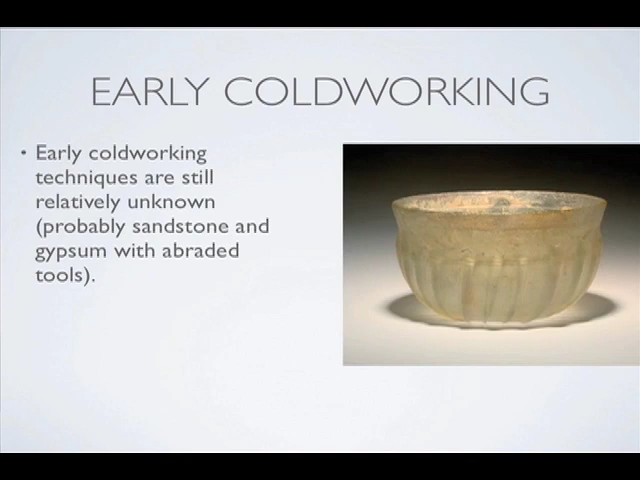 EARLY COLDWORKING
• Early coldworking
techniques are still
relatively unknown
(probably sandstone and
gypsum with abraded
tools).